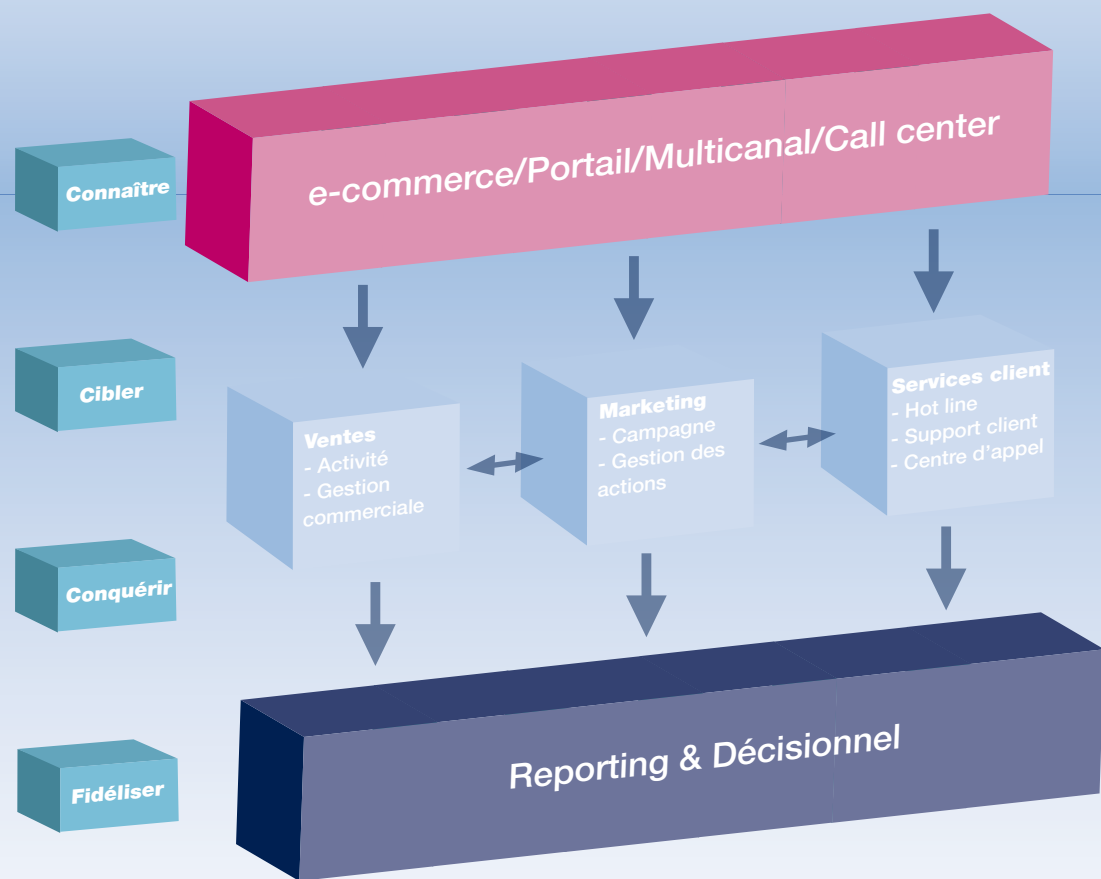 e-commerce/Portail/Multicanal/Call center
Connaître
Cibler
Ventes
- Activité
- Gestion
commerciale
Marketing
- Campagne
- Gestion des
actions
Services client
- Hot line
- Support client
- Centre d'appel
Conquérir
Reporting & Décisionnel
Fidéliser